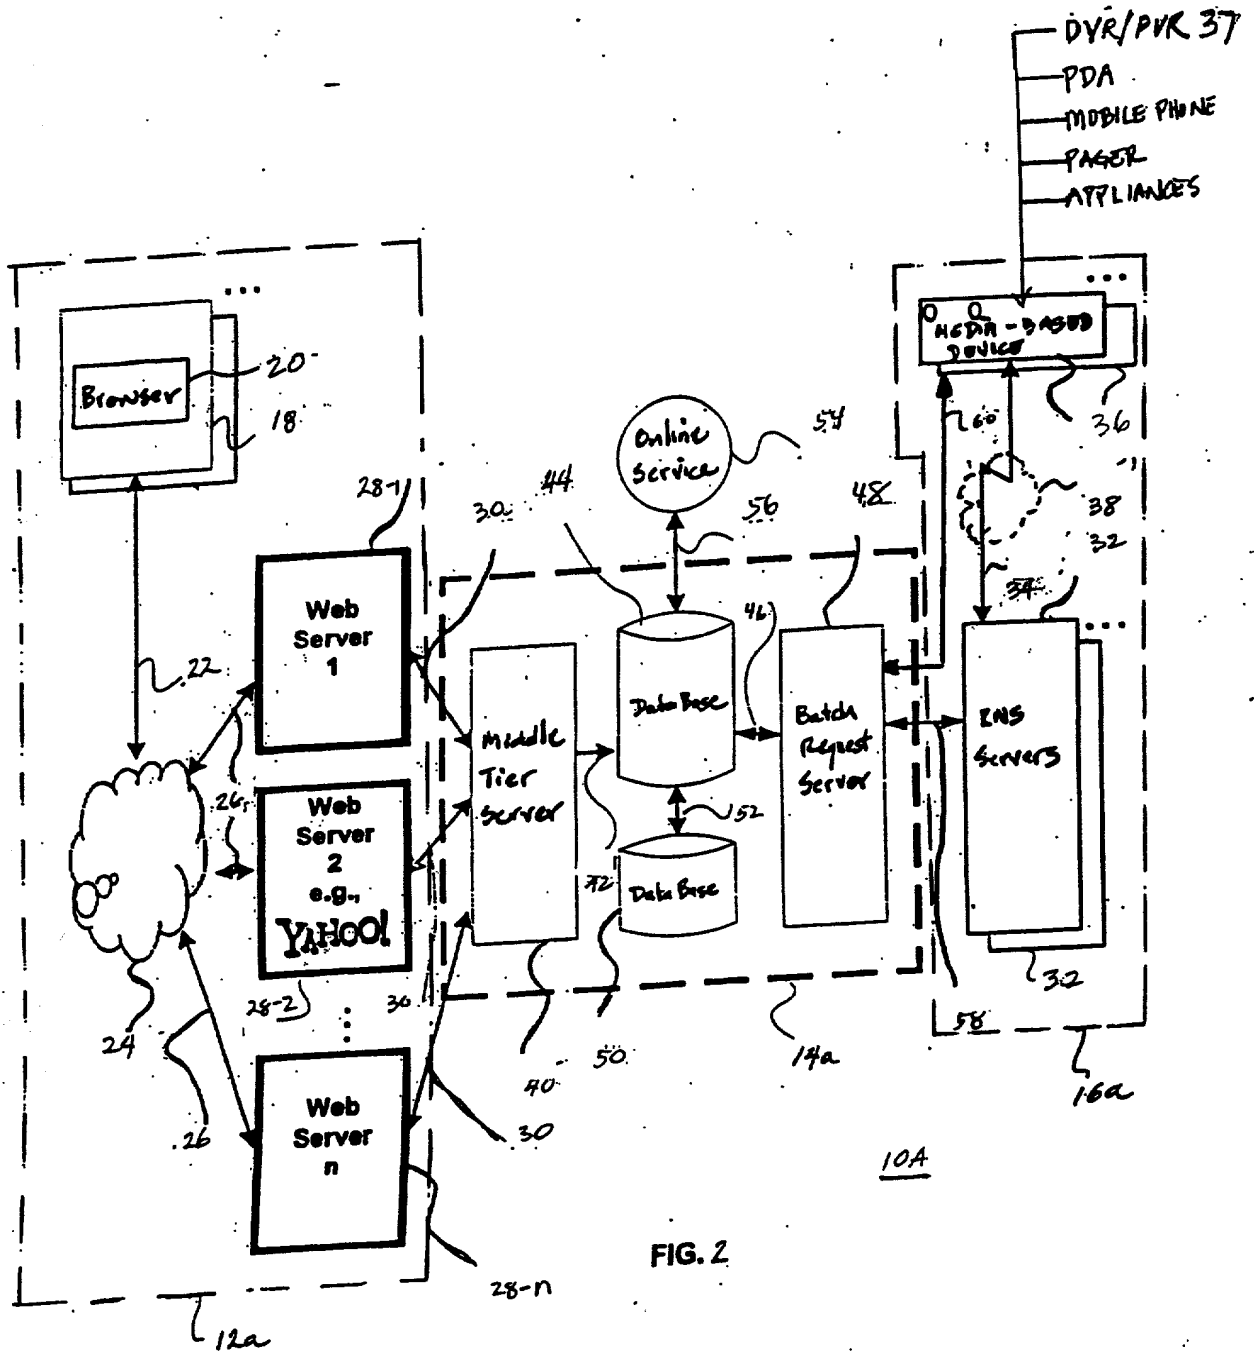 DVR/PVR 37
PDA
MOBILE PHONE
PAGER
APPLIANCES
...
...
MEDIA-BASED
DEVICE
Browser
20
18
36
60
Online
Service
54
38
32
34
28-1
30
44
56
48
46
Web
Server
1
22
26
Middle
Tier
Server
Data Base
Batch
Request
Server
...
ENS
Servers
52
42
Data Base
Web
Server
2
e.g.,
YAHOO!
28-2
30
24
26
40
50
14a
58
32
16a
30
Web
Server
n
28-n
10A
FIG. 2
12a